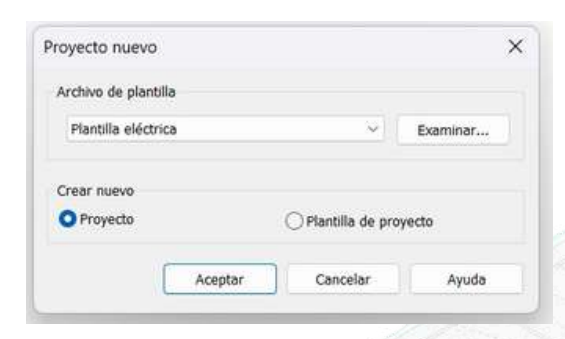 Proyecto nuevo
Archivo de plantilla
Plantilla eléctrica
Examinar...
Crear nuevo
Proyecto
Plantilla de proyecto
Aceptar
Cancelar
Ayuda